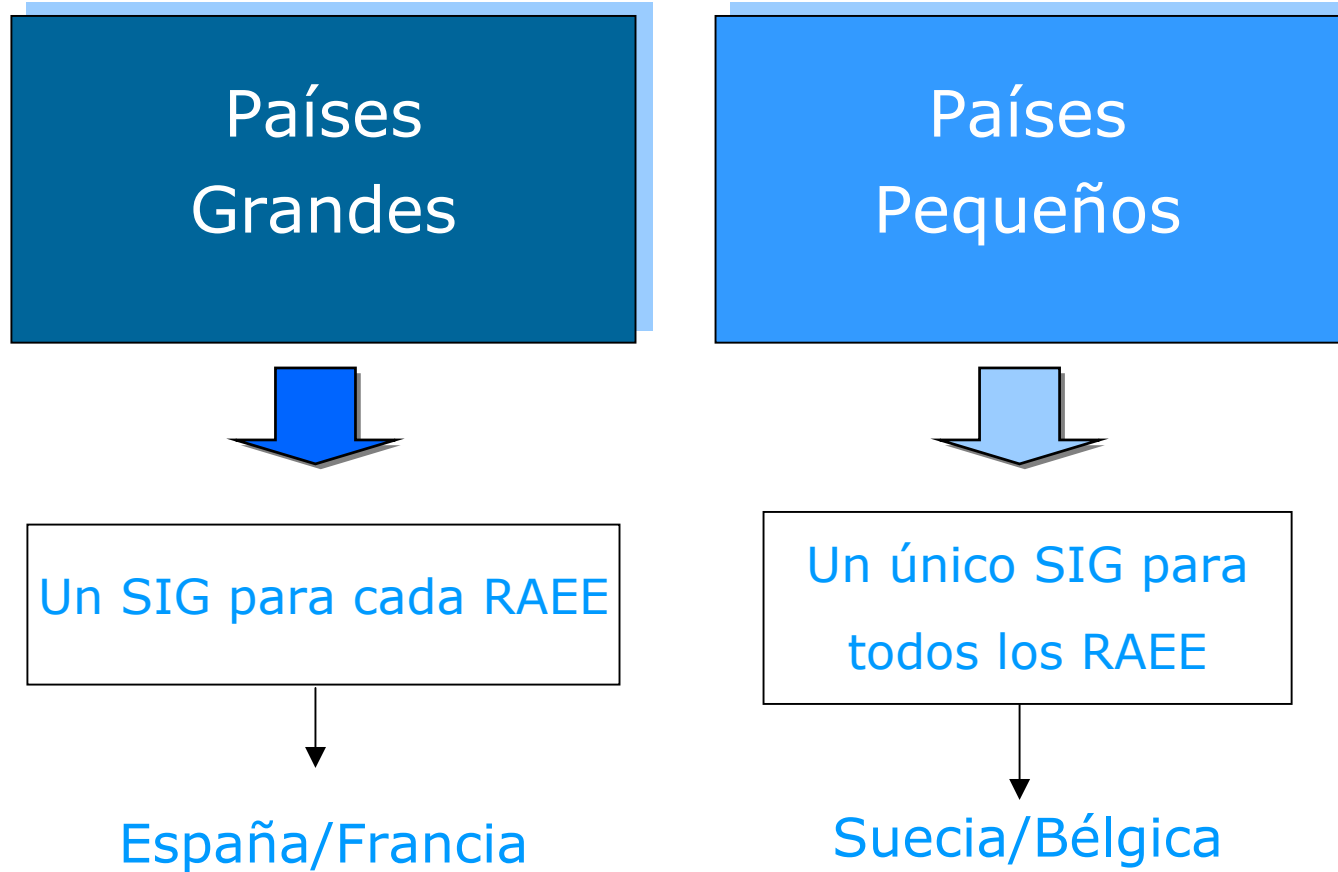 Países
Grandes
Un SIG para cada RAEE
España/Francia
Países
Pequeños
Un único SIG para
todos los RAEE
Suecia/Bélgica